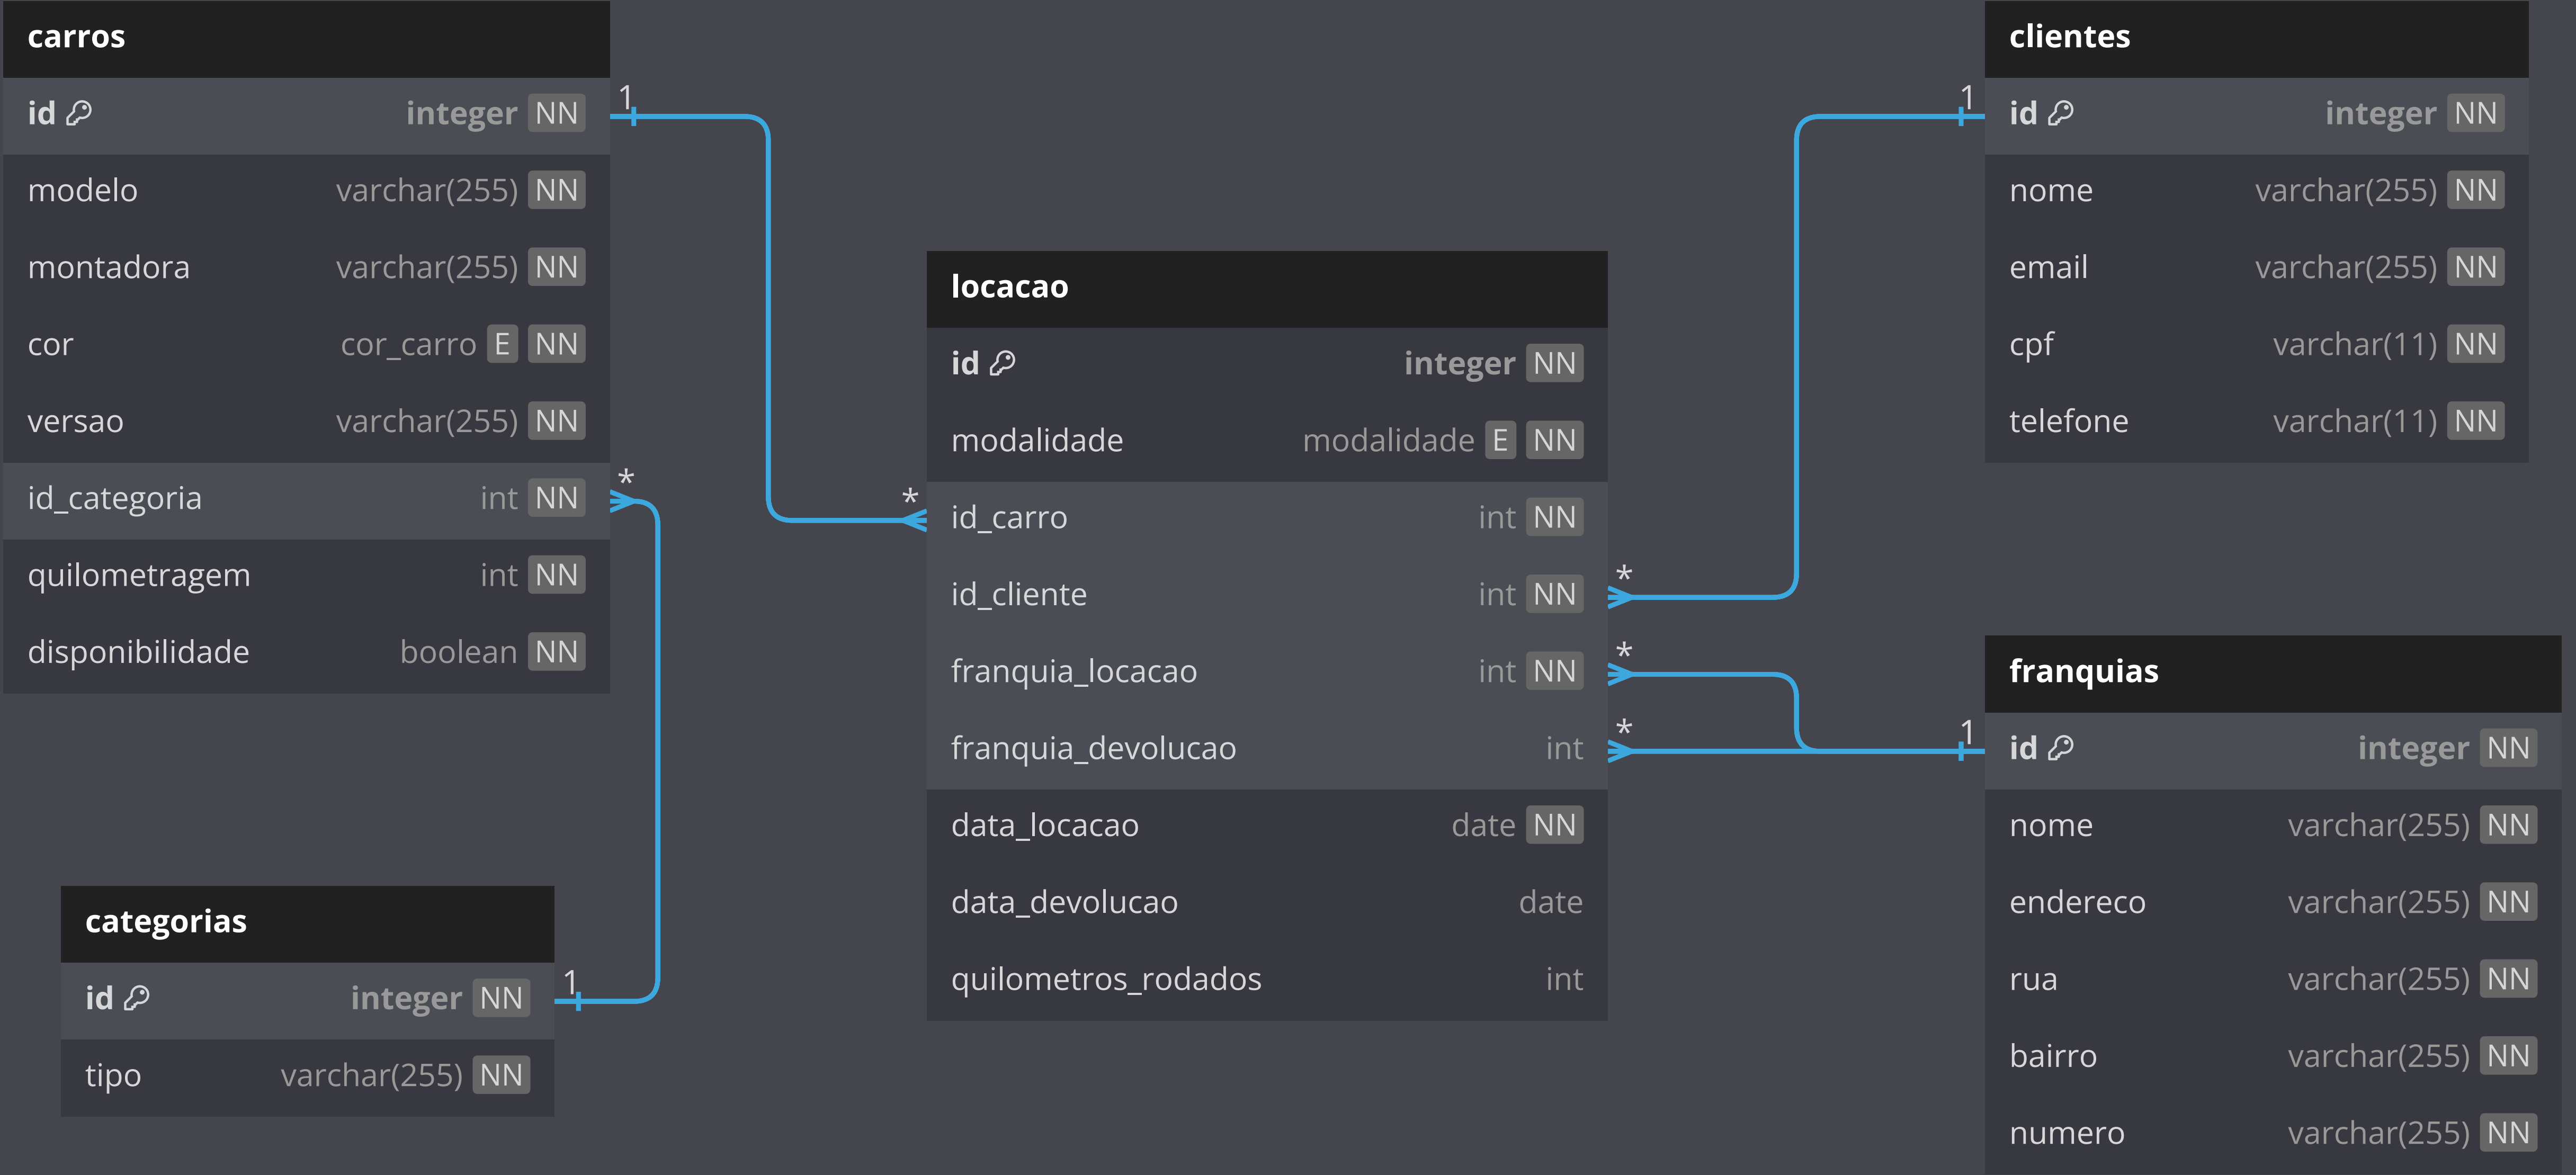 carros
id integer NN
modelo varchar(255) NN
montadora varchar(255) NN
cor cor_carro E NN
versao varchar(255) NN
id_categoria int NN
quilometragem int NN
disponibilidade boolean NN
1
*
categorias
id integer NN
tipo varchar(255) NN
1
locacao
id integer NN
modalidade modalidade E NN
id_carro int NN
id_cliente int NN
franquia_locacao int NN
franquia_devolucao int
data_locacao date NN
data_devolucao date
quilometros_rodados int
*
*
*
*
clientes
id integer NN
nome varchar(255) NN
email varchar(255) NN
cpf varchar(11) NN
telefone varchar(11) NN
1
franquias
id integer NN
nome varchar(255) NN
endereco varchar(255) NN
rua varchar(255) NN
bairro varchar(255) NN
numero varchar(255) NN
1